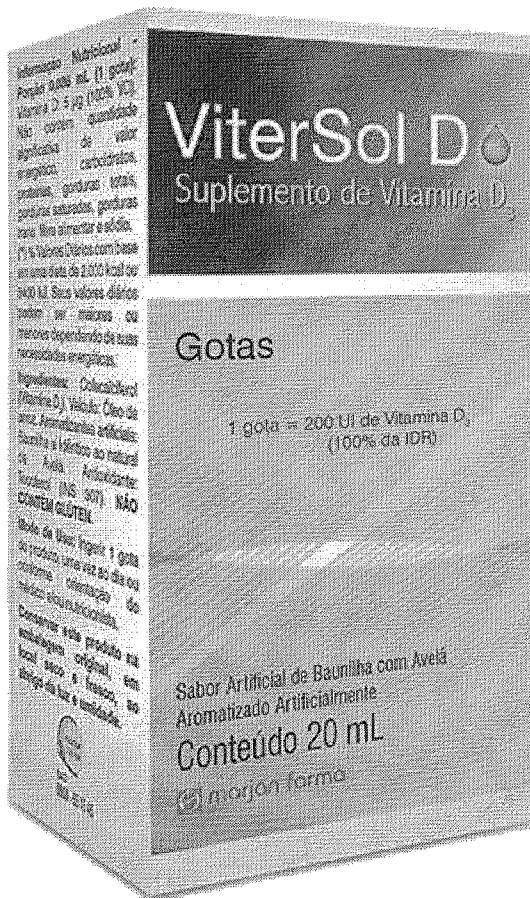 Informação Nutricional -
(1 gota):
Vitamina D 5 µg (100% VD).
Não contém quantidade
significativa de valor
energético, carboidratos,
proteínas, gorduras totais,
gorduras saturadas, gorduras
trans, fibra alimentar e sódio.
(*) % Valores Diários com base
em uma dieta de 2.000 kcal ou
8400 kJ. Seus valores diários
podem ser maiores ou
menores dependendo de suas
necessidades energéticas.
Ingredientes: Colecalciferol
(Vitamina D₃), Veículo: Óleo de
Aromatizantes artificiais:
Baunilha e Idêntico ao natural
de Avelã. Antioxidante:
Tocoferol (INS 307). NÃO
CONTÉM GLÚTEN.
Modo de Usar: Ingerir 1 gota
do produto, uma vez ao dia ou
conforme orientação do
médico e/ou nutricionista.
Conservar este produto na
embalagem original, em
local seco e fresco, ao
abrigo da luz e umidade.
ViterSol D
Suplemento de Vitamina D₃
Gotas
1 gota = 200 UI de Vitamina D₃
(100% da IDR)
Sabor Artificial de Baunilha com Avelã
Aromatizado Artificialmente
Conteúdo 20 mL
marjan farma